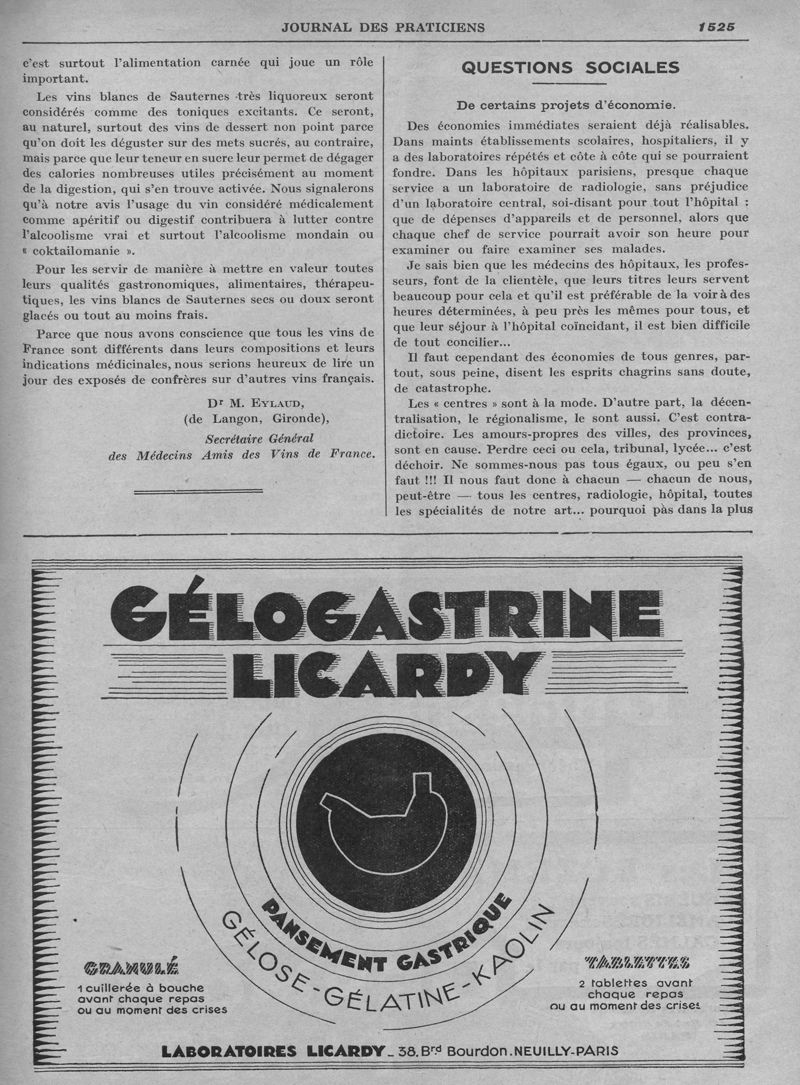 JOURNAL DES PRATICIENS 1525
c'est surtout l'alimentation carnée qui joue un rôle
important.
Les vins blancs de Sauternes très liquoreux seront
considérés comme des toniques excitants. Ce seront,
au naturel, surtout des vins de dessert non point parce
qu'on doit les déguster sur des mets sucrés, au contraire,
mais parce que leur teneur en sucre leur permet de dégager
des calories nombreuses utiles précisément au moment
de la digestion, qui s'en trouve activée. Nous signalerons
qu'à notre avis l'usage du vin considéré médicalement
comme apéritif ou digestif contribuera à lutter contre
l'alcoolisme vrai et surtout l'alcoolisme mondain ou
« coktailomanie ».
Pour les servir de manière à mettre en valeur toutes
leurs qualités gastronomiques, alimentaires, thérapeu-
tiques, les vins blancs de Sauternes secs ou doux seront
glacés ou tout au moins frais.
Parce que nous avons conscience que tous les vins de
France sont différents dans leurs compositions et leurs
indications médicinales, nous serions heureux de lire un
jour des exposés de confrères sur d'autres vins français.
Dr M. EYLAUD,
(de Langon, Gironde),
Secrétaire Général
des Médecins Amis des Vins de France.
QUESTIONS SOCIALES
De certains projets d'économie.
Des économies immédiates seraient déjà réalisables.
Dans maints établissements scolaires, hospitaliers, il y
a des laboratoires répétés et côte à côte qui se pourraient
fondre. Dans les hôpitaux parisiens, presque chaque
service a un laboratoire de radiologie, sans préjudice
d'un laboratoire central, soi-disant pour tout l'hôpital :
que de dépenses d'appareils et de personnel, alors que
chaque chef de service pourrait avoir son heure pour
examiner ou faire examiner ses malades.
Je sais bien que les médecins des hôpitaux, les profes-
seurs, font de la clientèle, que leurs titres leurs servent
beaucoup pour cela et qu'il est préférable de la voir à des
heures déterminées, à peu près les mêmes pour tous, et
que leur séjour à l'hôpital coïncidant, il est bien difficile
de tout concilier...
Il faut cependant des économies de tous genres, par-
tout, sous peine, disent les esprits chagrins sans doute,
de catastrophe.
Les « centres » sont à la mode. D'autre part, la décen-
tralisation, le régionalisme, le sont aussi. C'est contra-
dictoire. Les amours-propres des villes, des provinces,
sont en cause. Perdre ceci ou cela, tribunal, lycée... c'est
déchoir. Ne sommes-nous pas tous égaux, ou peu s'en
faut !!! Il nous faut donc à chacun — chacun de nous,
peut-être — tous les centres, radiologie, hôpital, toutes
les spécialités de notre art... pourquoi pas dans la plus
GÉLOGASTRINE
LICARDY
PANSEMENT GASTRIQUE
GÉLOSE-GÉLATINE-KAOLIN
GRANULÉ
1 cuillerée à bouche
avant chaque repas
ou au moment des crises
TABLETTES
2 tablettes avant
chaque repas
ou au moment des crises
LABORATOIRES LICARDY_38.Brd Bourdon.NEUILLY-PARIS